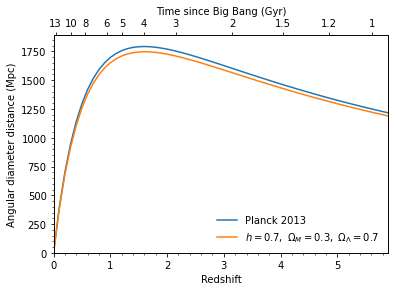 Time since Big Bang (Gyr)
13 10 8 6 5 4 3 2 1.5 1.2 1
Angular diameter distance (Mpc)
1750
1500
1250
1000
750
500
250
0
Planck 2013
h = 0.7, Ω_M = 0.3, Ω_Λ = 0.7
0 1 2 3 4 5
Redshift